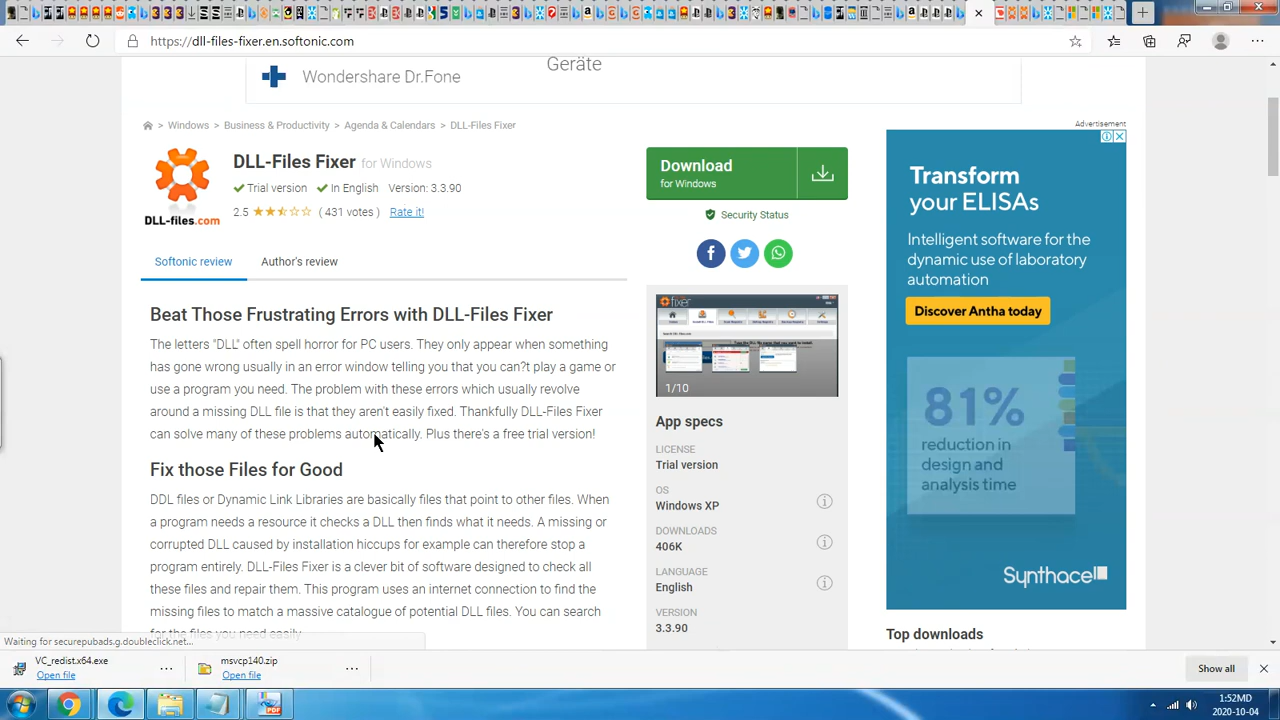 https://dll-files-fixer.en.softonic.com
Wondershare Dr.Fone
Geräte
> Windows > Business & Productivity > Agenda & Calendars > DLL-Files Fixer
DLL-Files Fixer for Windows
Trial version In English Version: 3.3.90
2.5 ( 431 votes ) Rate it!
DLL-files.com
Download
for Windows
Security Status
Softonic review Author's review
Beat Those Frustrating Errors with DLL-Files Fixer
The letters "DLL" often spell horror for PC users. They only appear when something
has gone wrong usually in an error window telling you that you can?t play a game or
use a program you need. The problem with these errors which usually revolve
around a missing DLL file is that they aren't easily fixed. Thankfully DLL-Files Fixer
can solve many of these problems automatically. Plus there's a free trial version!
Fix those Files for Good
DDL files or Dynamic Link Libraries are basically files that point to other files. When
a program needs a resource it checks a DLL then finds what it needs. A missing or
corrupted DLL caused by installation hiccups for example can therefore stop a
program entirely. DLL-Files Fixer is a clever bit of software designed to check all
these files and repair them. This program uses an internet connection to find the
missing files to match a massive catalogue of potential DLL files. You can search
for the files you need easily
fixer
1/10
App specs
LICENSE
Trial version
OS
Windows XP
DOWNLOADS
406K
LANGUAGE
English
VERSION
3.3.90
Advertisement
Transform
your ELISAs
Intelligent software for the
dynamic use of laboratory
automation
Discover Antha today
81%
reduction in
design and
analysis time
Synthace
Top downloads
Waiting for securepubads.g.doubleclick.net...
VC_redist.x64.exe
Open file
msvcp140.zip
Open file
Show all
1:52MD
2020-10-04